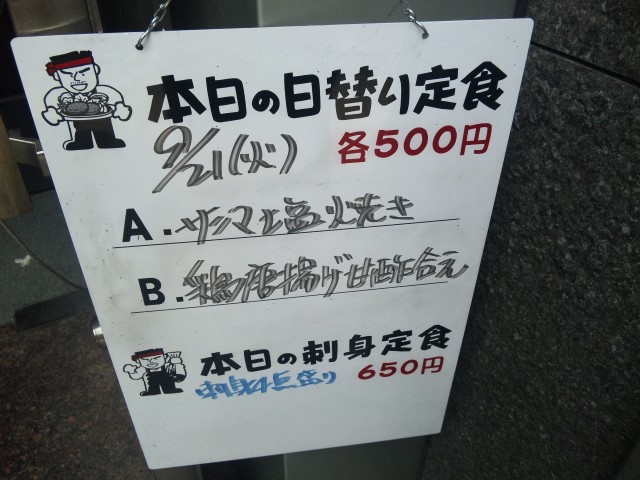 本日の日替り定食
9/21(火) 各500円
A. サンマ塩焼き
B. 鶏唐揚げ甘酢合え
本日の刺身定食
刺身4点盛り 650円